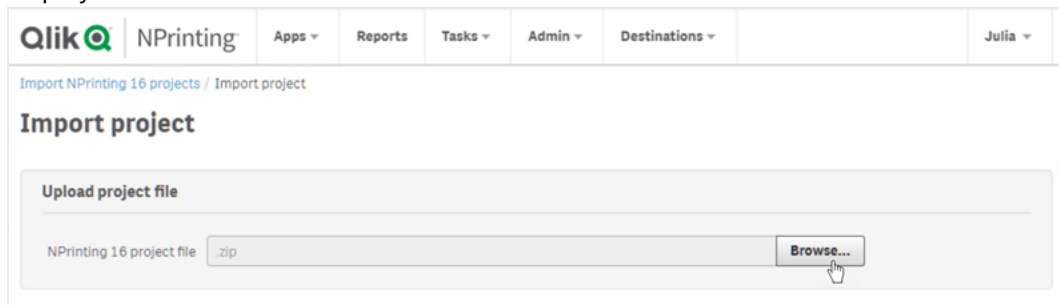 Qlik NPrinting Apps Reports Tasks Admin Destinations Julia
Import NPrinting 16 projects / Import project
Import project
Upload project file
NPrinting 16 project file .zip Browse...